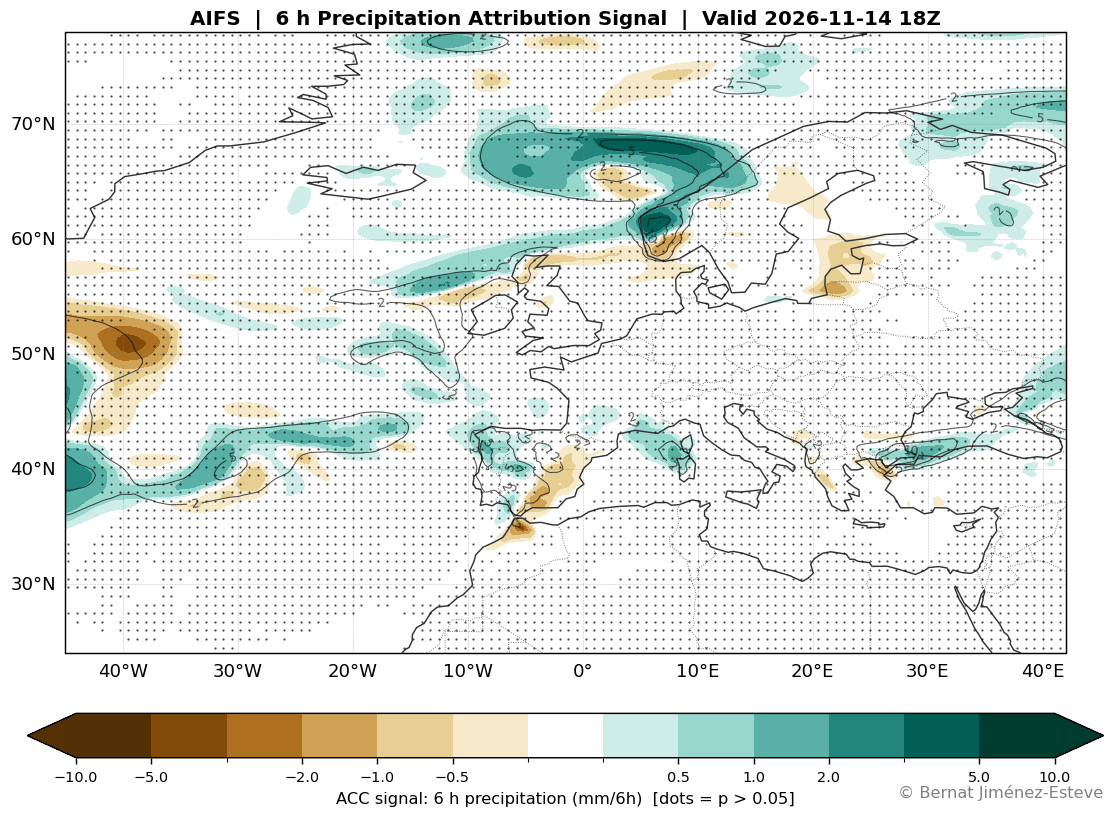 AIFS | 6 h Precipitation Attribution Signal | Valid 2026-11-14 18Z
70°N
60°N
50°N
40°N
30°N
40°W 30°W 20°W 10°W 0° 10°E 20°E 30°E 40°E
−10.0 −5.0 −2.0 −1.0 −0.5 0.5 1.0 2.0 5.0 10.0
ACC signal: 6 h precipitation (mm/6h) [dots = p > 0.05]
© Bernat Jiménez-Esteve